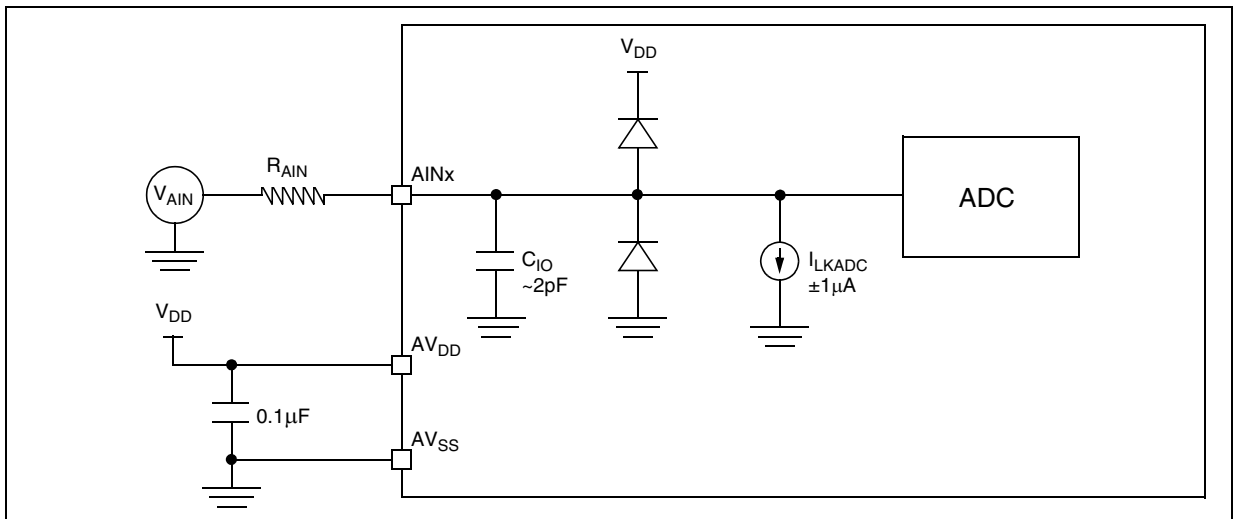 V_DD
R_AIN
AINx
V_AIN
ADC
C_IO
~2pF
I_LKADC
±1μA
V_DD
AV_DD
0.1μF
AV_SS